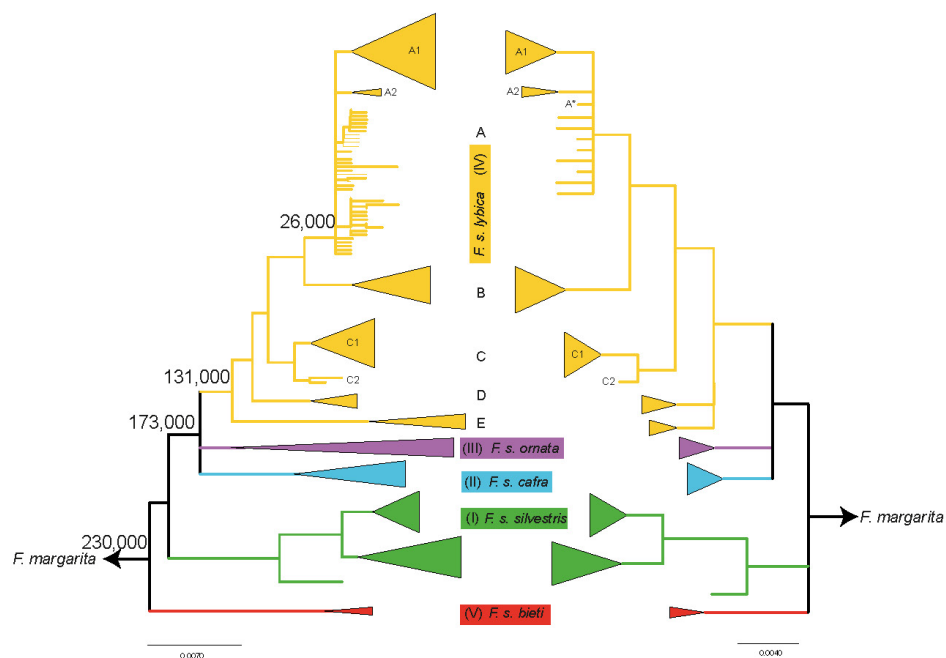 A1
A1
A2
A2
A*
A
F. s. lybica (IV)
26,000
B
C1
C
C1
C2
C2
131,000
D
173,000
E
(III) F. s. ornata
(II) F. s. cafra
(I) F. s. silvestris
F. margarita
230,000
F. margarita
(V) F. s. bieti
0.0070
0.0040